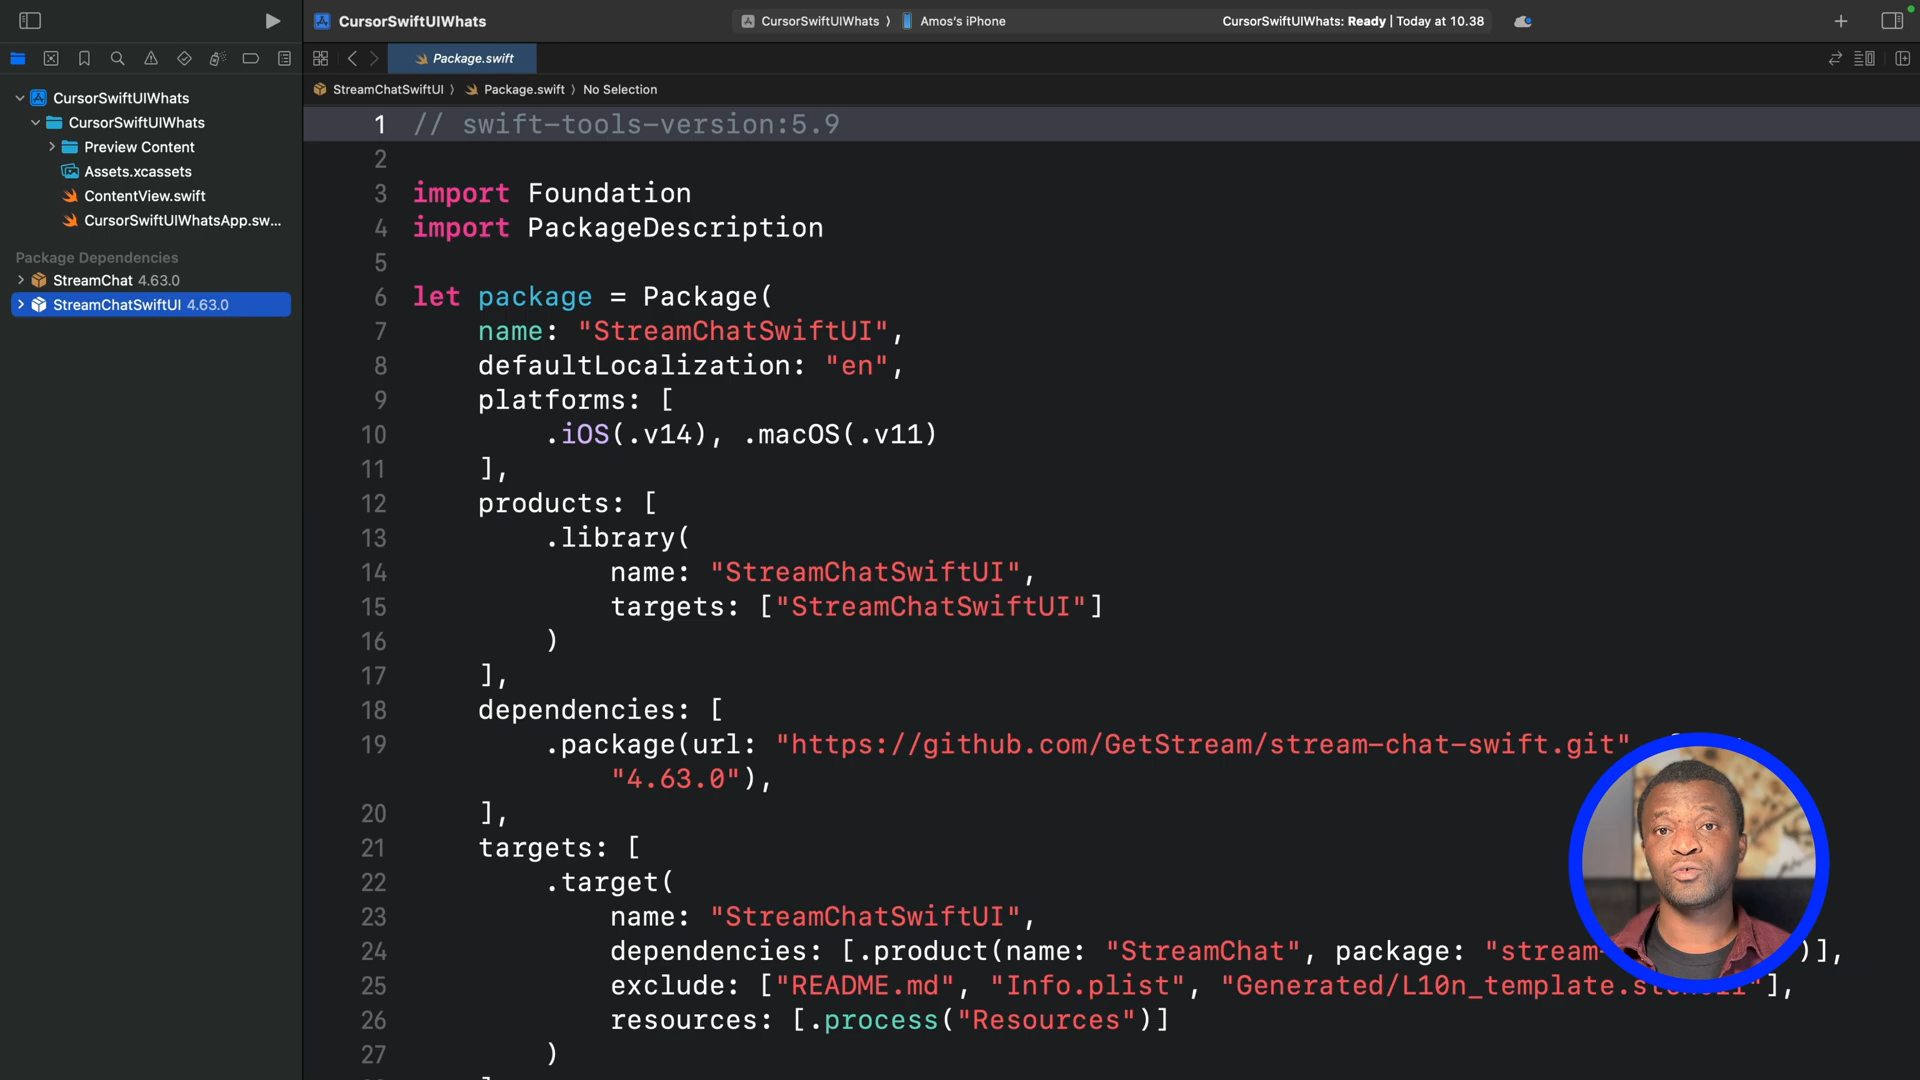 CursorSwiftUIWhats
CursorSwiftUIWhats
Amos's iPhone
CursorSwiftUIWhats: Ready | Today at 10.38
Package.swift
StreamChatSwiftUI
Package.swift
No Selection
CursorSwiftUIWhats
CursorSwiftUIWhats
Preview Content
Assets.xcassets
ContentView.swift
CursorSwiftUIWhatsApp.sw...
Package Dependencies
StreamChat 4.63.0
StreamChatSwiftUI 4.63.0
1 // swift-tools-version:5.9
2
3 import Foundation
4 import PackageDescription
5
6 let package = Package(
7 name: "StreamChatSwiftUI",
8 defaultLocalization: "en",
9 platforms: [
10 .iOS(.v14), .macOS(.v11)
11 ],
12 products: [
13 .library(
14 name: "StreamChatSwiftUI",
15 targets: ["StreamChatSwiftUI"]
16 )
17 ],
18 dependencies: [
19 .package(url: "https://github.com/GetStream/stream-chat-swift.git"
"4.63.0"),
20 ],
21 targets: [
22 .target(
23 name: "StreamChatSwiftUI",
24 dependencies: [.product(name: "StreamChat", package: "stream- )],
25 exclude: ["README.md", "Info.plist", "Generated/L10n_template.stencil"],
26 resources: [.process("Resources")]
27 )